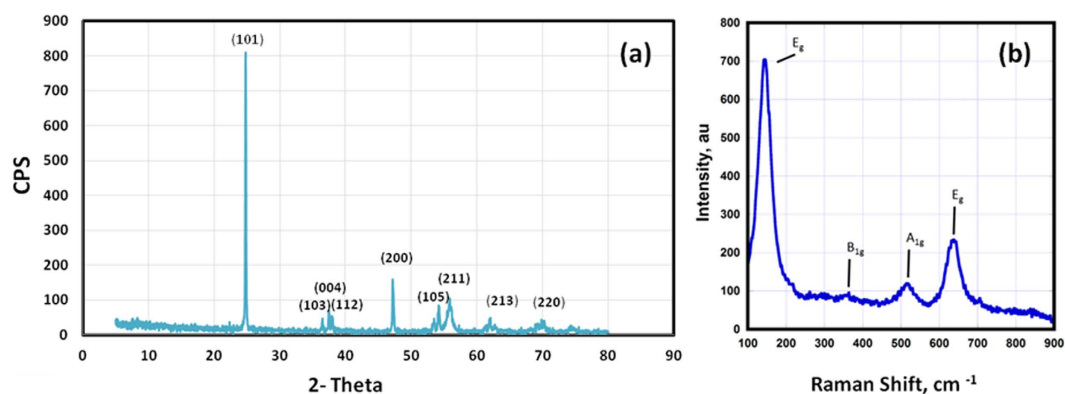 (a)
(101)
(004)
(103)
(112)
(200)
(105)
(211)
(213)
(220)
CPS
900
800
700
600
500
400
300
200
100
0
0 10 20 30 40 50 60 70 80 90
2- Theta
(b)
Eg
B1g
A1g
Eg
Intensity, au
800
700
600
500
400
300
200
100
0
100 200 300 400 500 600 700 800 900
Raman Shift, cm -1